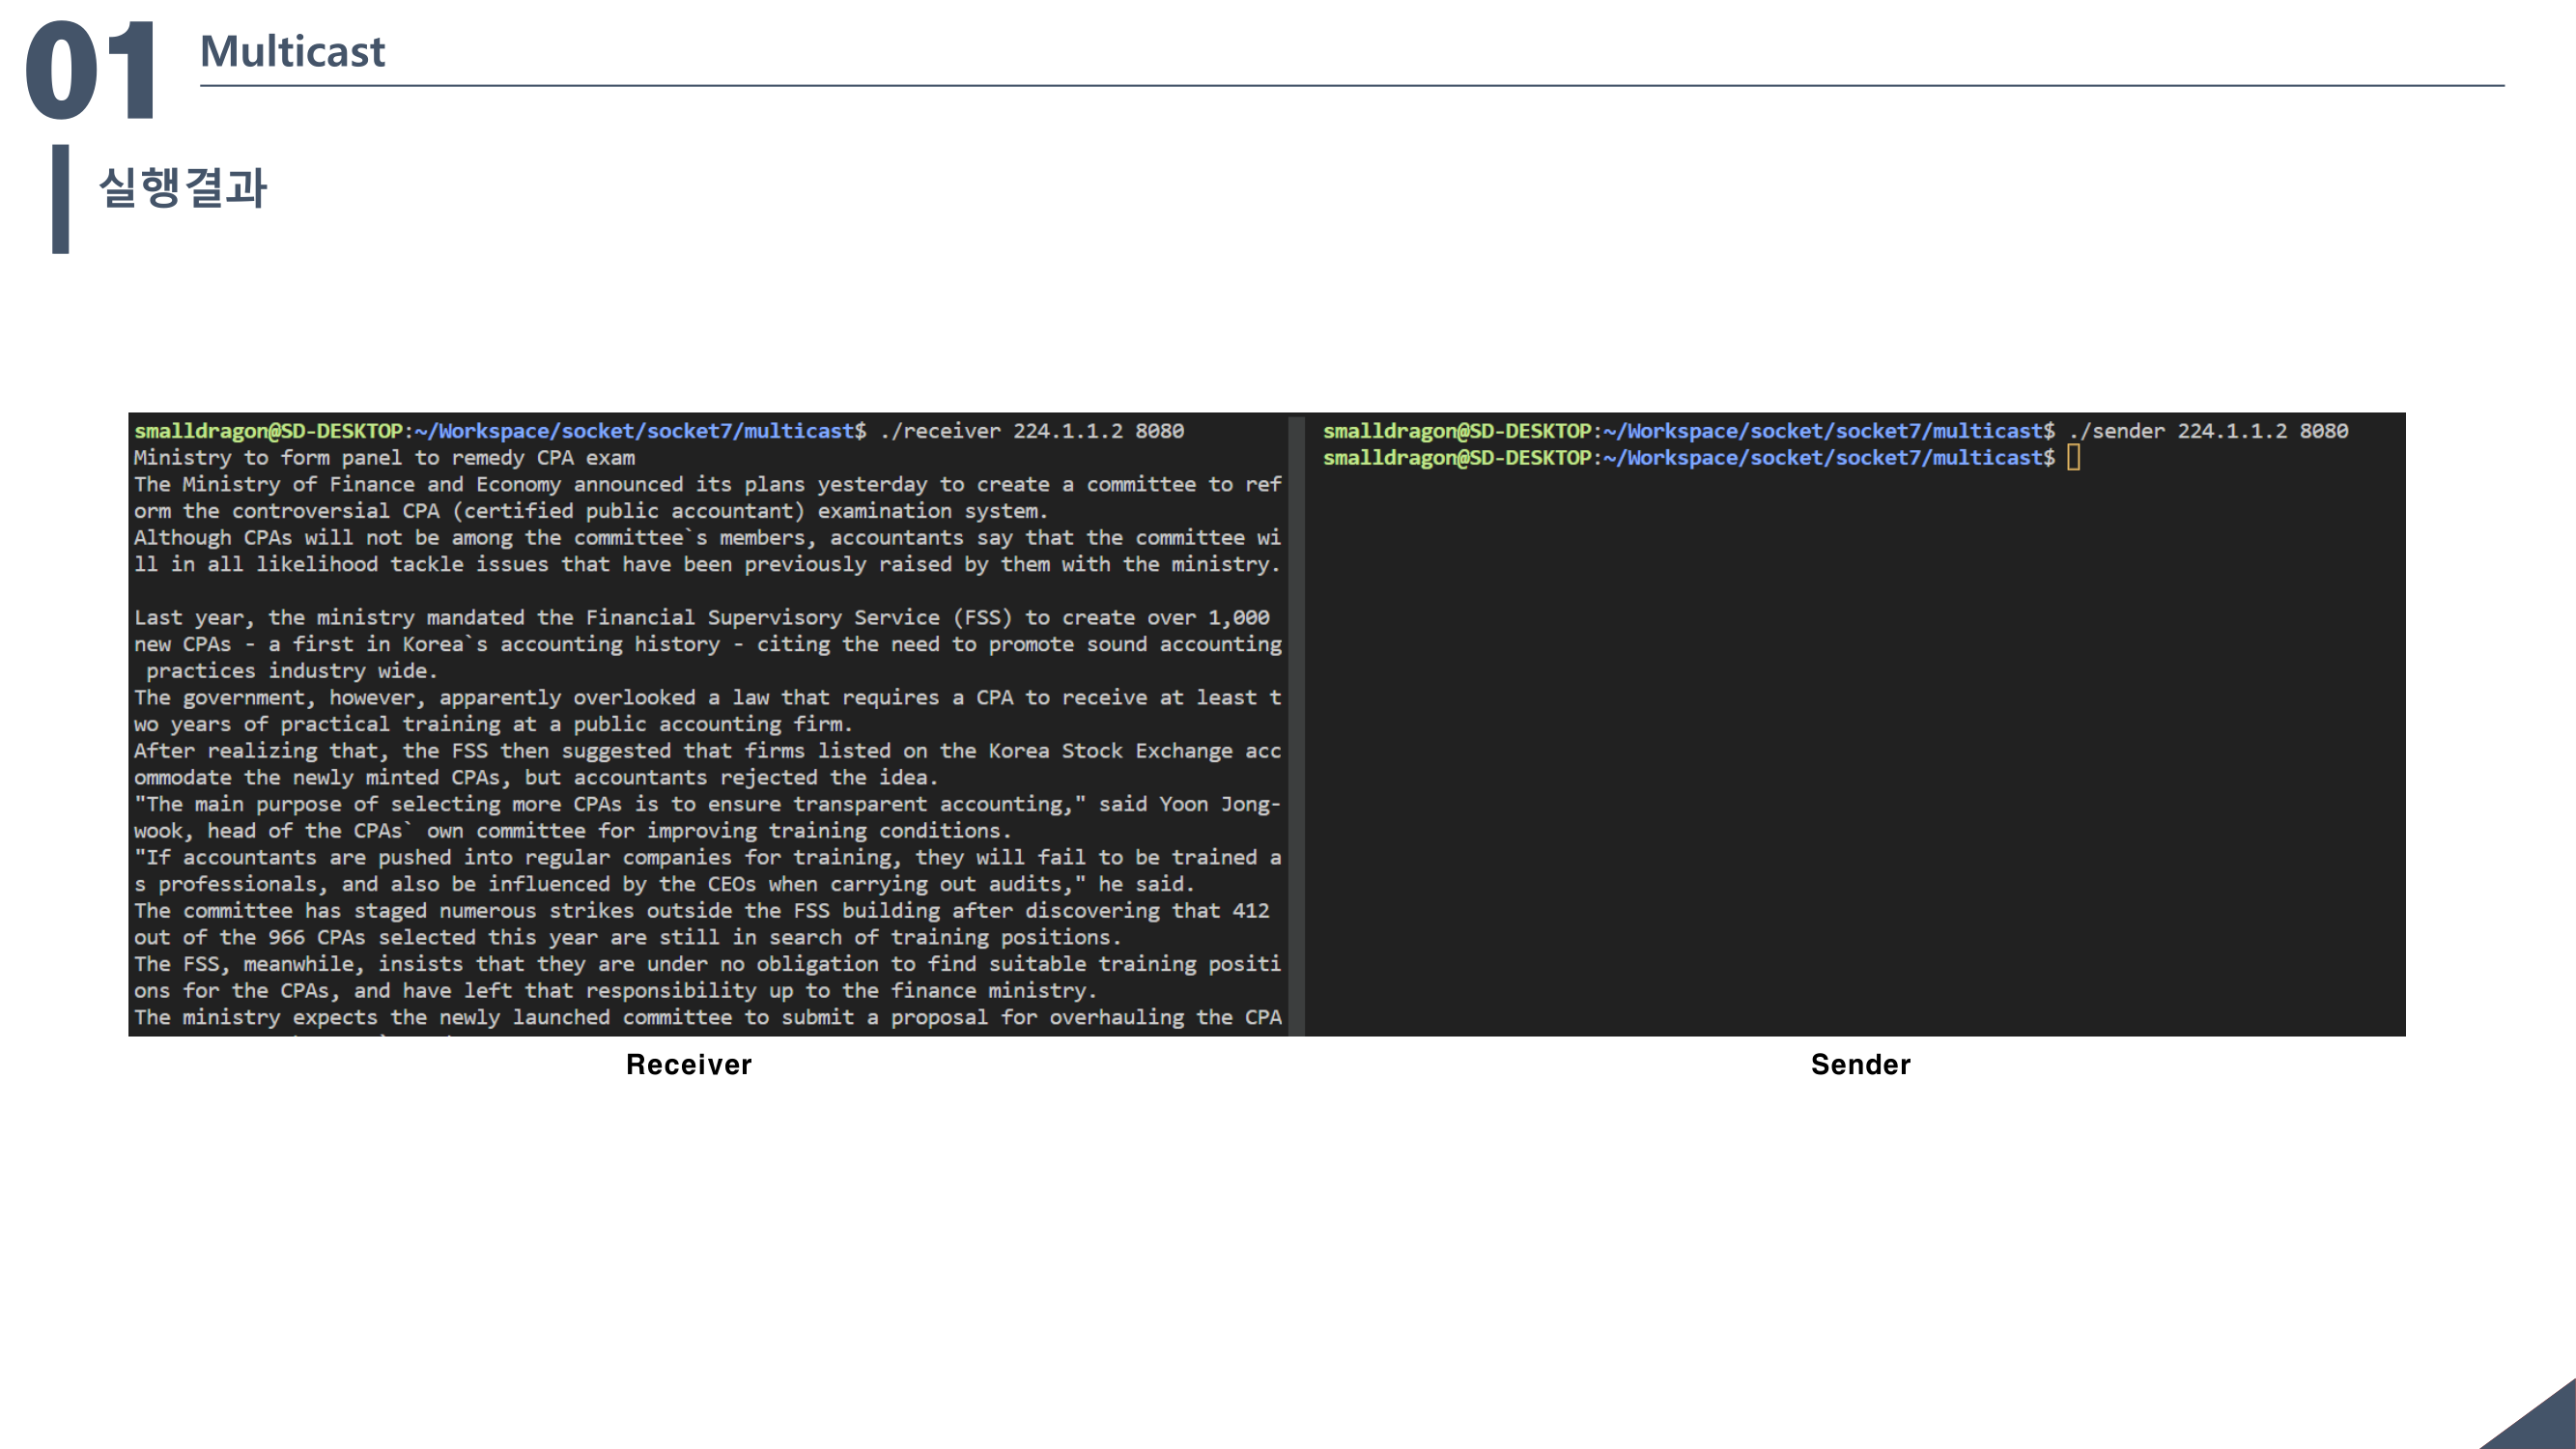 01
Multicast
실행결과
smalldragon@SD-DESKTOP:~/Workspace/socket/socket7/multicast$ ./receiver 224.1.1.2 8080
Ministry to form panel to remedy CPA exam
The Ministry of Finance and Economy announced its plans yesterday to create a committee to ref
orm the controversial CPA (certified public accountant) examination system.
Although CPAs will not be among the committee`s members, accountants say that the committee wi
ll in all likelihood tackle issues that have been previously raised by them with the ministry.
Last year, the ministry mandated the Financial Supervisory Service (FSS) to create over 1,000
new CPAs - a first in Korea`s accounting history - citing the need to promote sound accounting
 practices industry wide.
The government, however, apparently overlooked a law that requires a CPA to receive at least t
wo years of practical training at a public accounting firm.
After realizing that, the FSS then suggested that firms listed on the Korea Stock Exchange acc
ommodate the newly minted CPAs, but accountants rejected the idea.
"The main purpose of selecting more CPAs is to ensure transparent accounting," said Yoon Jong-
wook, head of the CPAs` own committee for improving training conditions.
"If accountants are pushed into regular companies for training, they will fail to be trained a
s professionals, and also be influenced by the CEOs when carrying out audits," he said.
The committee has staged numerous strikes outside the FSS building after discovering that 412
out of the 966 CPAs selected this year are still in search of training positions.
The FSS, meanwhile, insists that they are under no obligation to find suitable training positi
ons for the CPAs, and have left that responsibility up to the finance ministry.
The ministry expects the newly launched committee to submit a proposal for overhauling the CPA
smalldragon@SD-DESKTOP:~/Workspace/socket/socket7/multicast$ ./sender 224.1.1.2 8080
smalldragon@SD-DESKTOP:~/Workspace/socket/socket7/multicast$
Receiver
Sender